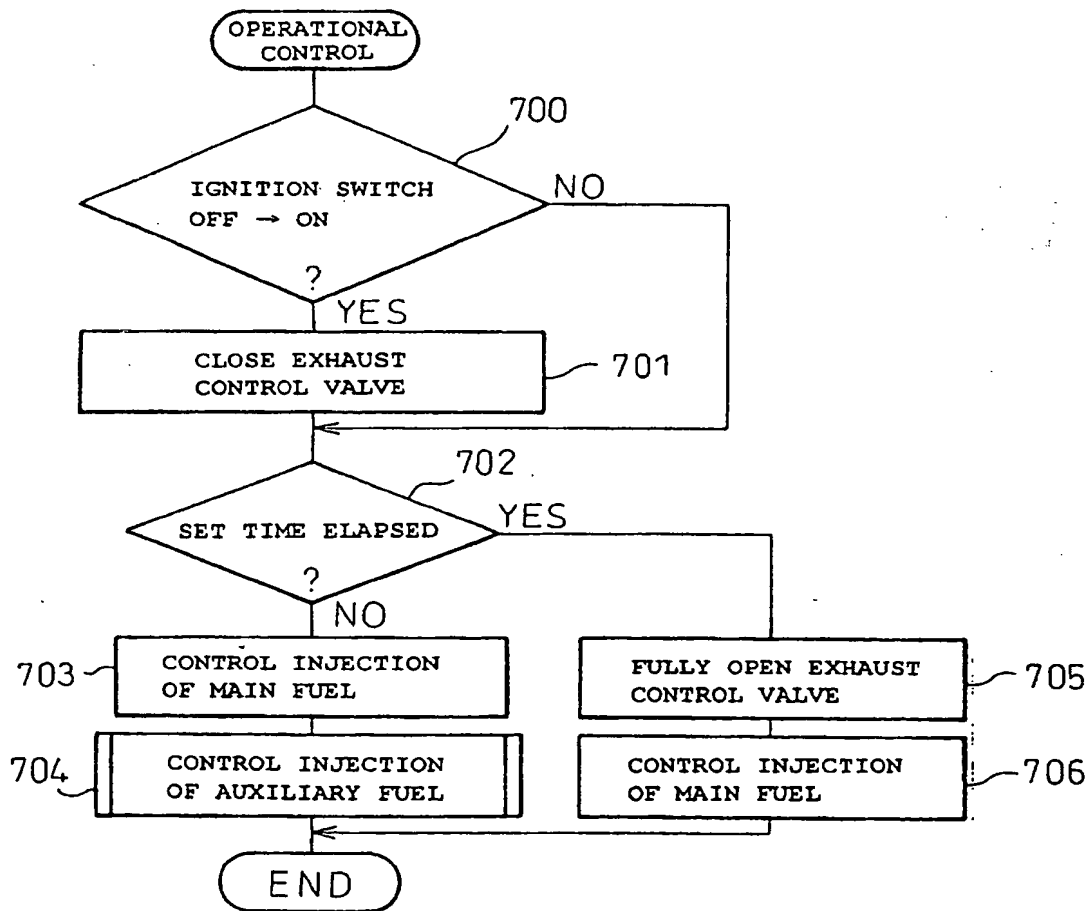 OPERATIONAL
CONTROL
700
IGNITION SWITCH
OFF → ON
?
NO
YES
CLOSE EXHAUST
CONTROL VALVE
701
702
SET TIME ELAPSED
?
YES
NO
703
CONTROL INJECTION
OF MAIN FUEL
FULLY OPEN EXHAUST
CONTROL VALVE
705
704
CONTROL INJECTION
OF AUXILIARY FUEL
CONTROL INJECTION
OF MAIN FUEL
706
END